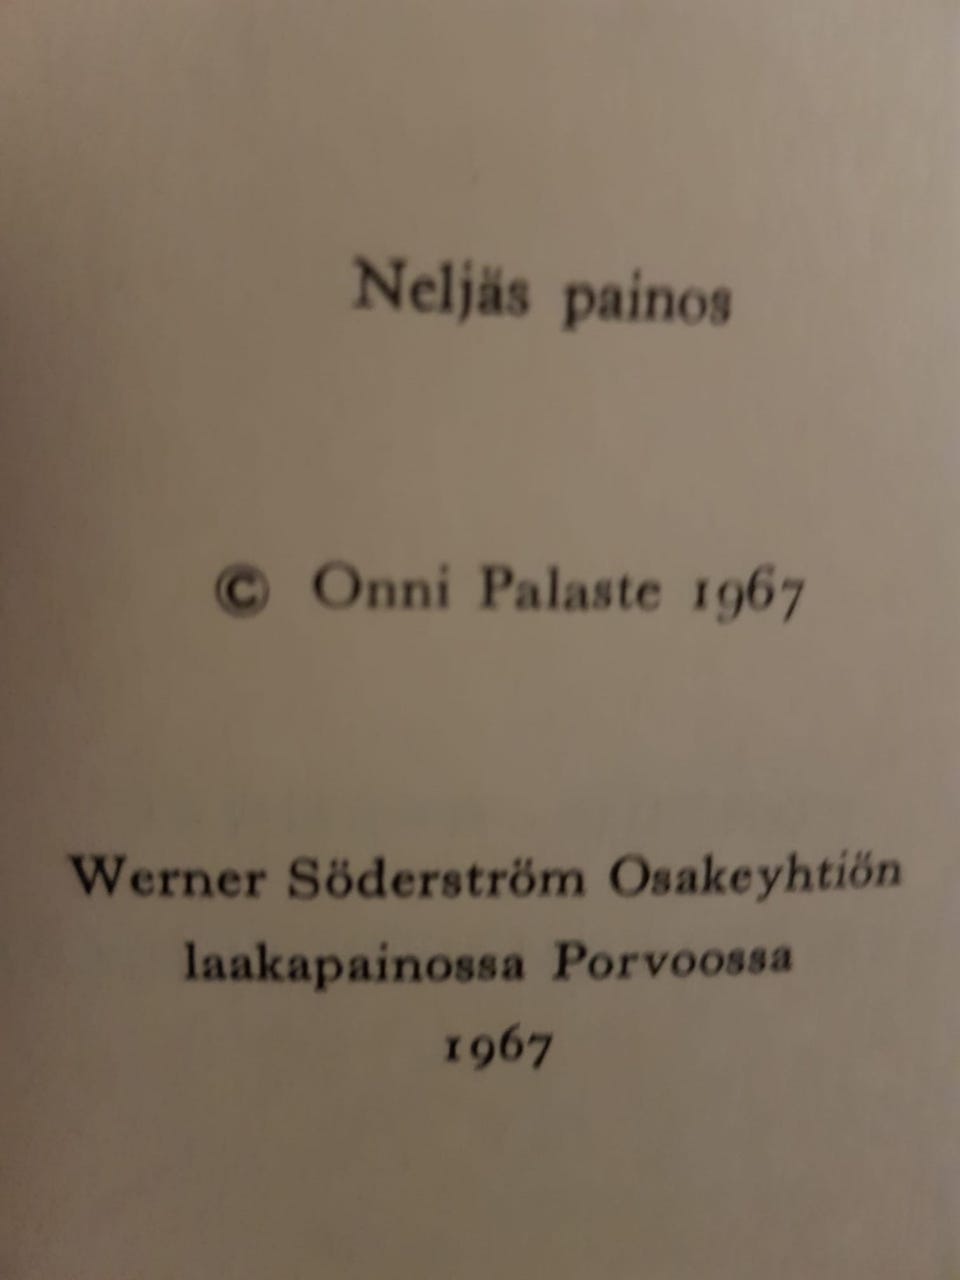 Neljäs painos
© Onni Palaste 1967
Werner Söderström Osakeyhtiön
laakapainossa Porvoossa
1967